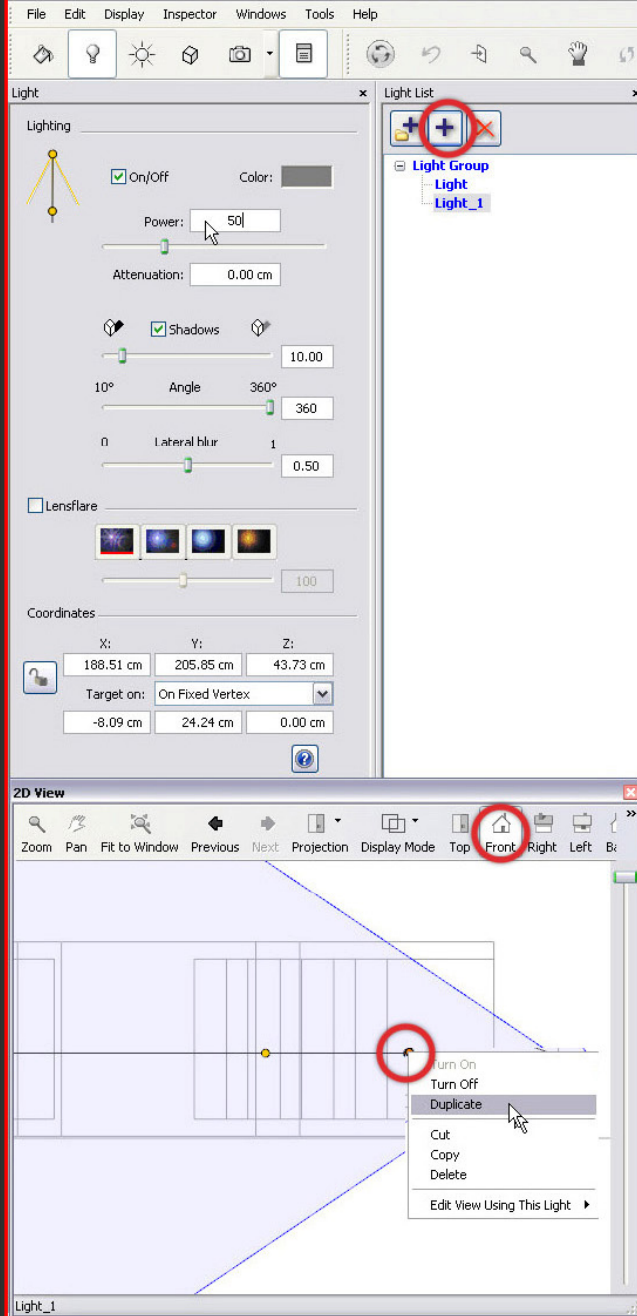 File Edit Display Inspector Windows Tools Help
Light
Lighting
On/Off Color:
Power: 50
Attenuation: 0.00 cm
Shadows
10.00
10° Angle 360°
360
0 Lateral blur 1
0.50
Lensflare
100
Coordinates
X: Y: Z:
188.51 cm 205.85 cm 43.73 cm
Target on: On Fixed Vertex
-8.09 cm 24.24 cm 0.00 cm
Light List
Light Group
Light
Light_1
2D View
Zoom Pan Fit to Window Previous Next Projection Display Mode Top Front Right Left
Turn On
Turn Off
Duplicate
Cut
Copy
Delete
Edit View Using This Light
Light_1